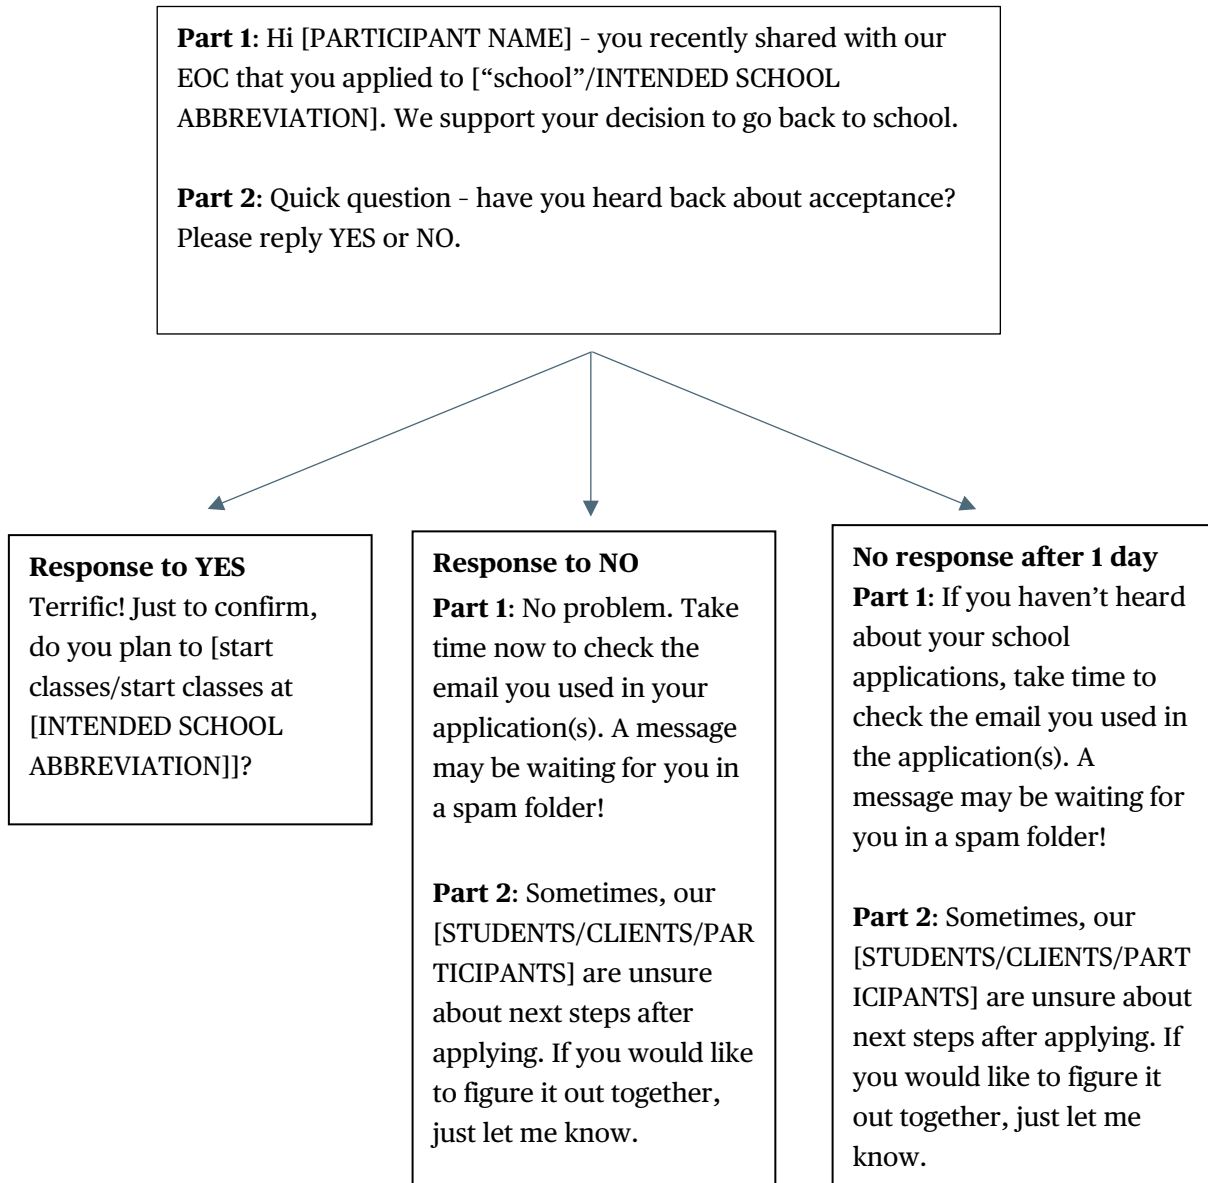 Part 1: Hi [PARTICIPANT NAME] – you recently shared with our
EOC that you applied to [“school”/INTENDED SCHOOL
ABBREVIATION]. We support your decision to go back to school.
Part 2: Quick question – have you heard back about acceptance?
Please reply YES or NO.
Response to YES
Terrific! Just to confirm,
do you plan to [start
classes/start classes at
[INTENDED SCHOOL
ABBREVIATION]]?
Response to NO
Part 1: No problem. Take
time now to check the
email you used in your
application(s). A message
may be waiting for you in
a spam folder!
Part 2: Sometimes, our
[STUDENTS/CLIENTS/PAR
TICIPANTS] are unsure
about next steps after
applying. If you would like
to figure it out together,
just let me know.
No response after 1 day
Part 1: If you haven’t heard
about your school
applications, take time to
check the email you used in
the application(s). A
message may be waiting for
you in a spam folder!
Part 2: Sometimes, our
[STUDENTS/CLIENTS/PART
ICIPANTS] are unsure about
next steps after applying. If
you would like to figure it
out together, just let me
know.